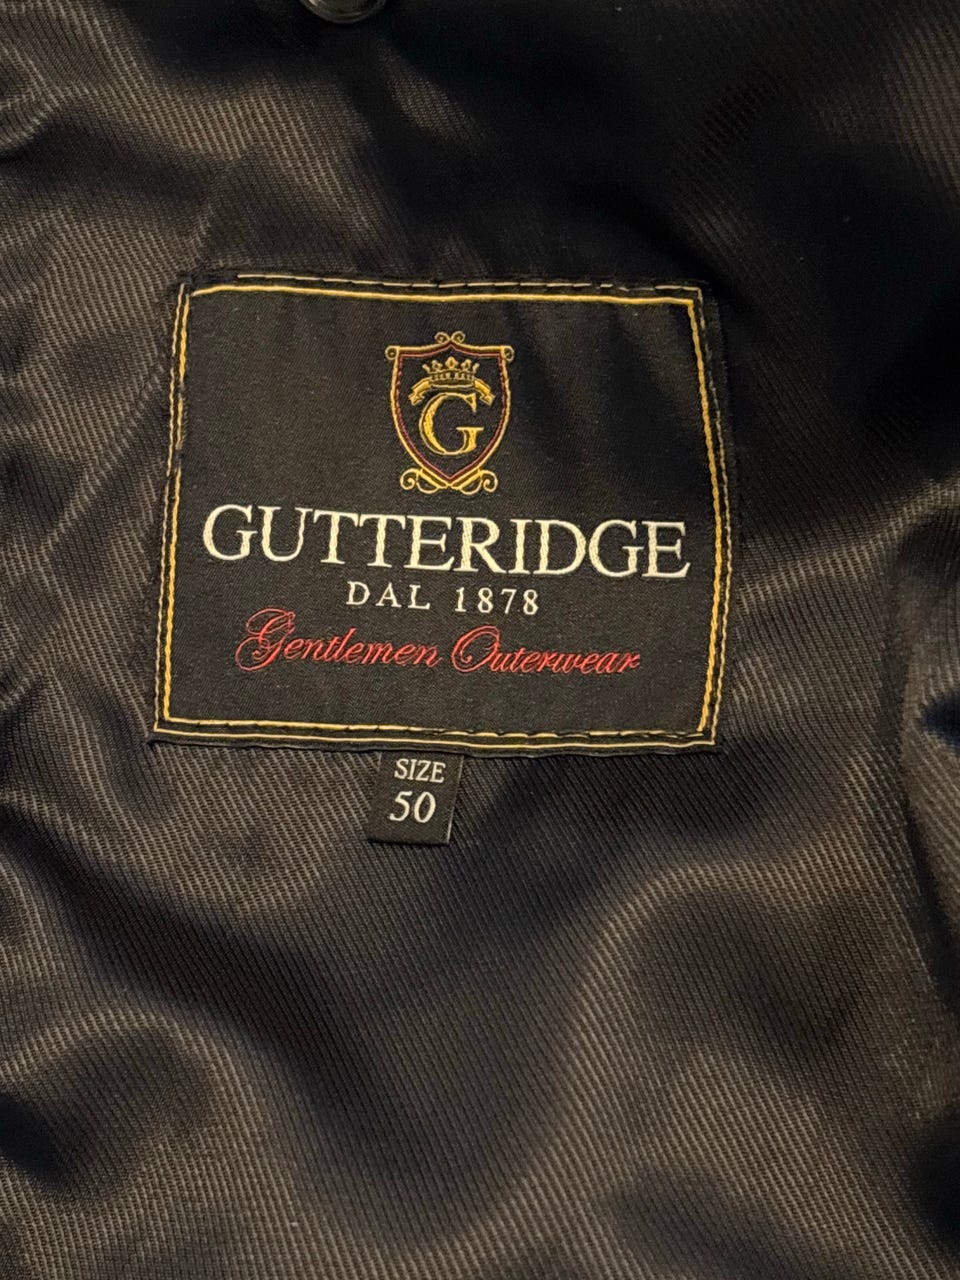 G
GUTTERIDGE
DAL 1878
Gentlemen Outerwear
SIZE
50